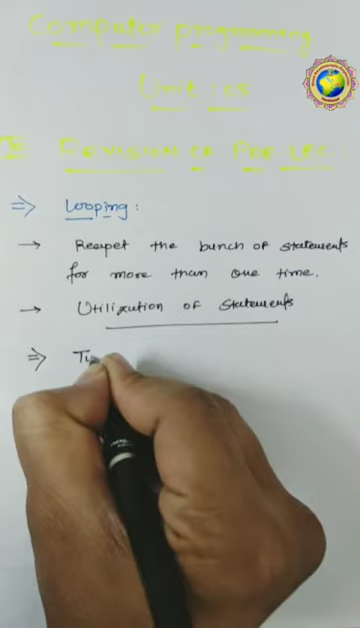 Computer programming
Unit : 03
Revision of Pre. Lec :
⇒ Looping :
→ Reapet the bunch of statements
for more than one time.
→ Utilization of Statements
⇒